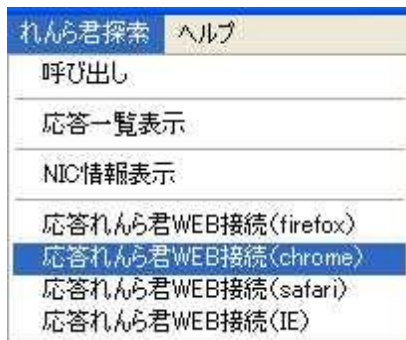 れんら君探索 ヘルプ
呼び出し
応答一覧表示
NIC情報表示
応答れんら君WEB接続(firefox)
応答れんら君WEB接続(chrome)
応答れんら君WEB接続(safari)
応答れんら君WEB接続(IE)